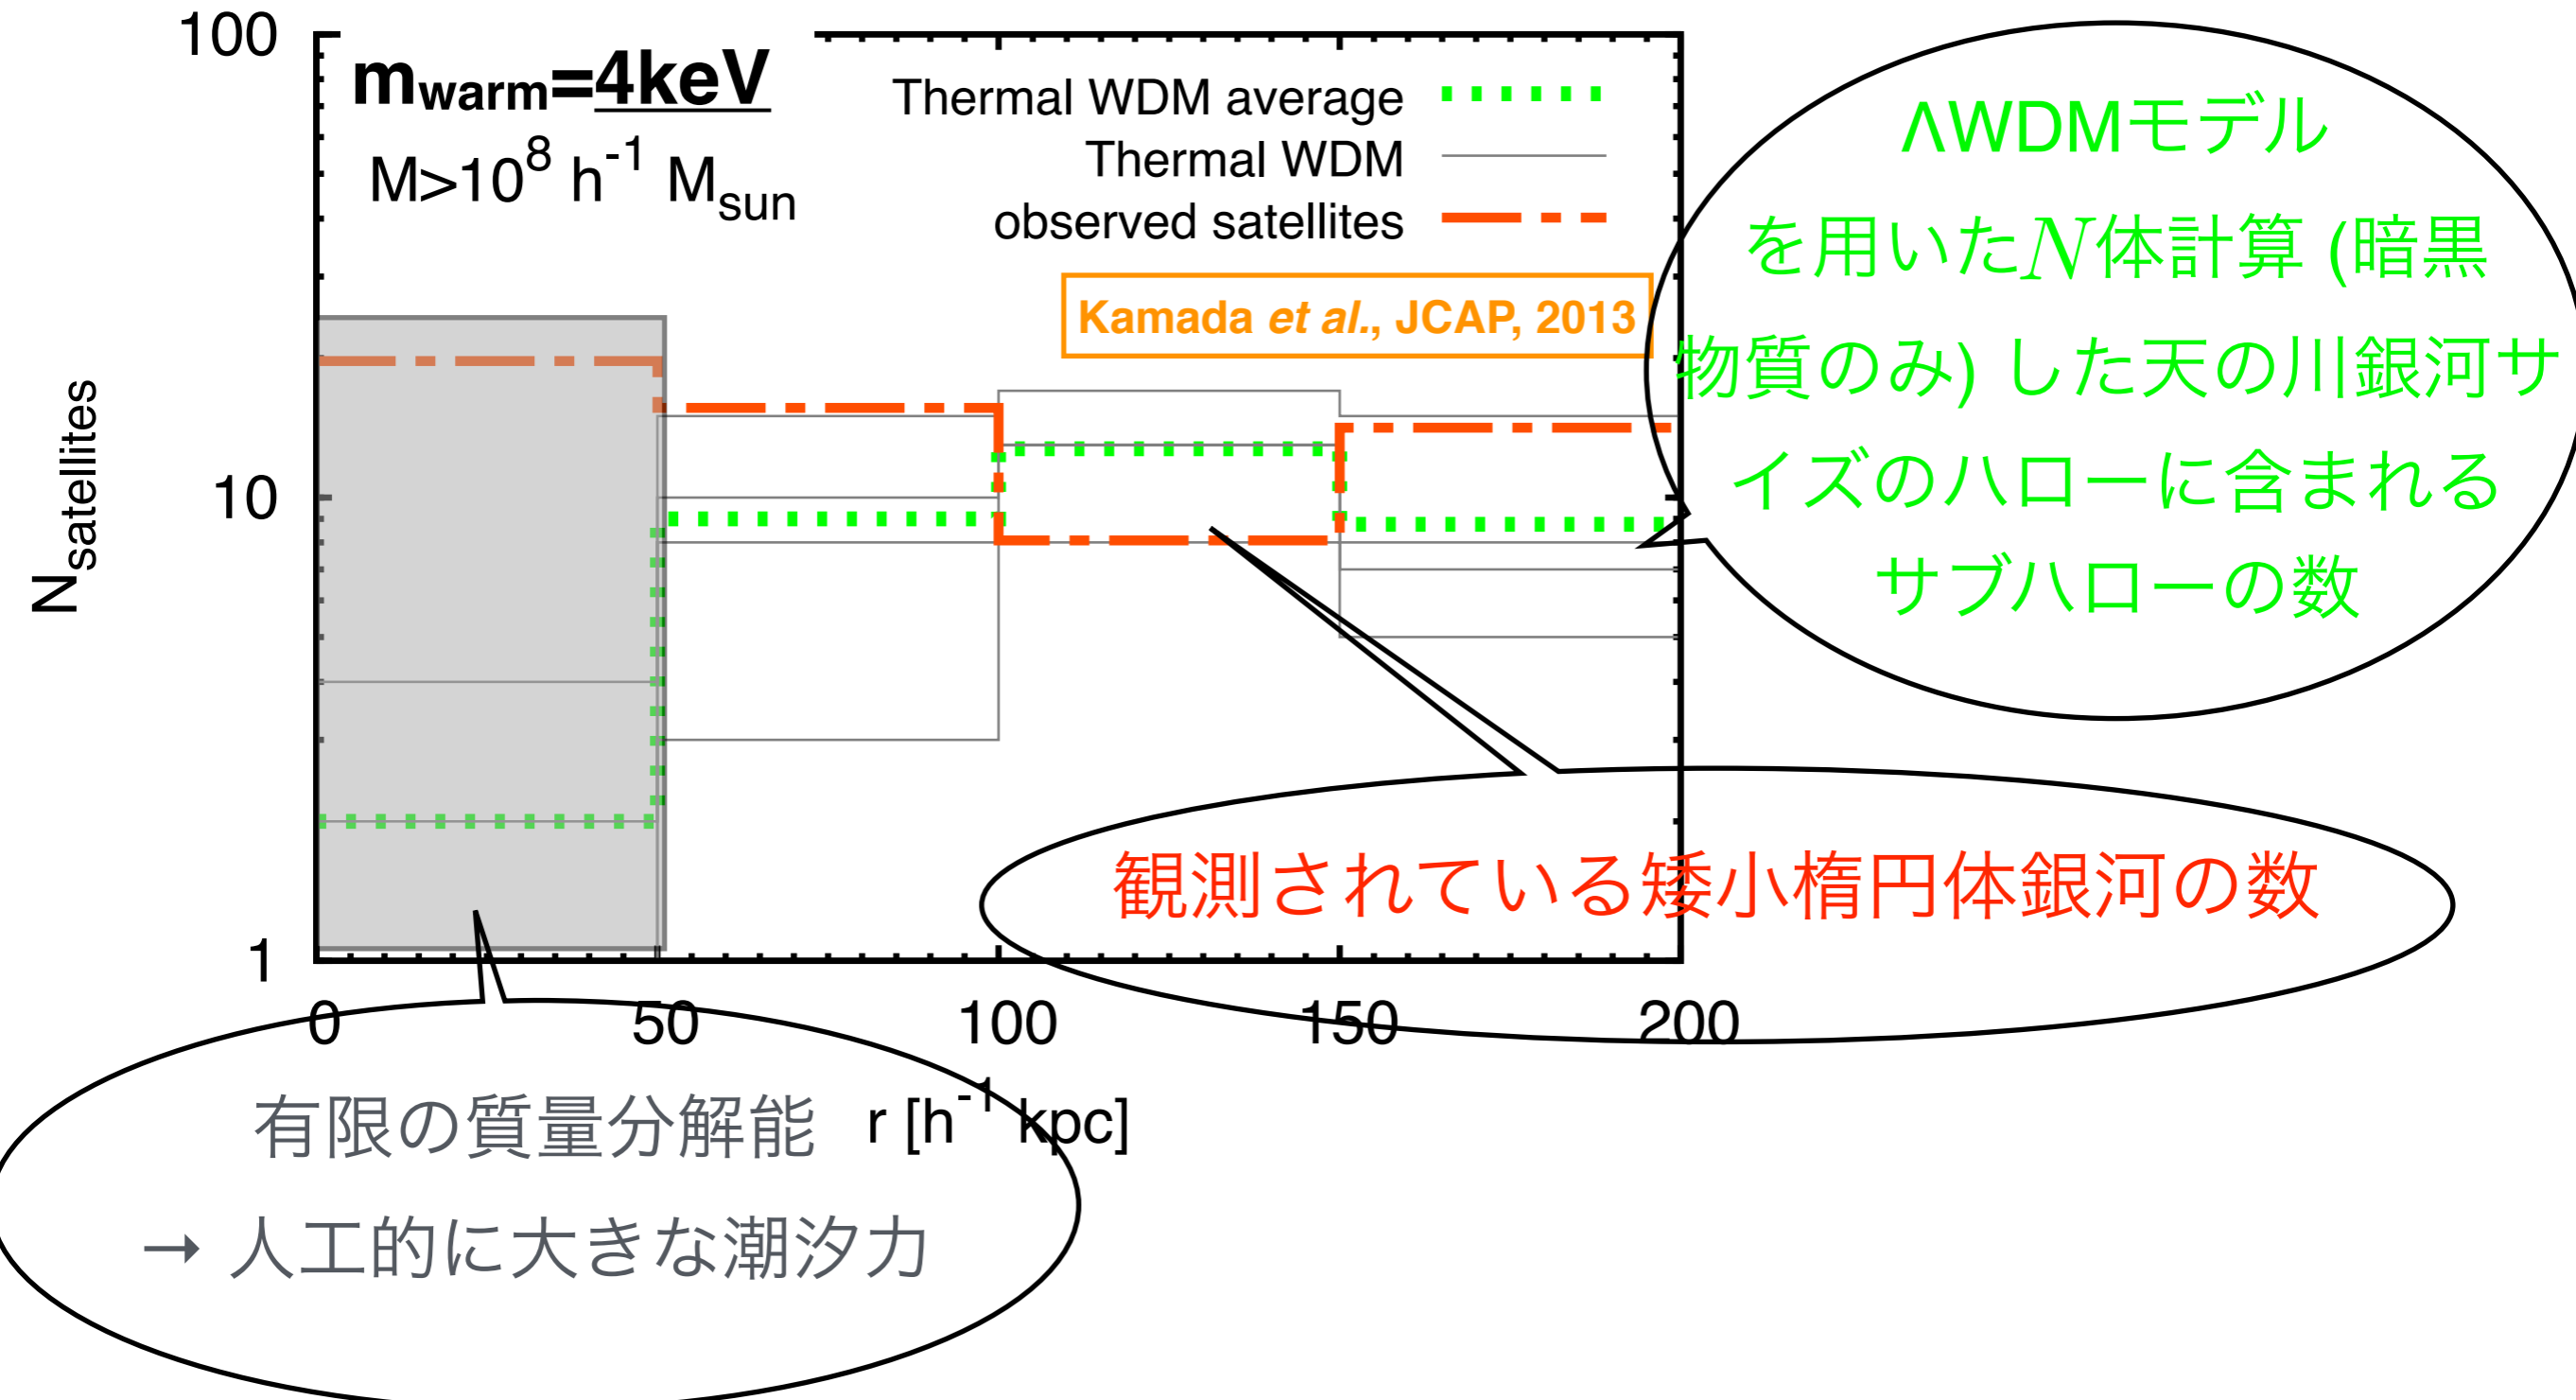 100
10
1
N_satellites
m_warm=4keV
M>10^8 h^-1 M_sun
Thermal WDM average
Thermal WDM
observed satellites
Kamada et al., JCAP, 2013
ΛWDMモデル
を用いたN体計算 (暗黒
物質のみ) した天の川銀河サ
イズのハローに含まれる
サブハローの数
観測されている矮小楕円体銀河の数
0 50 100 150 200
r [h^-1 kpc]
有限の質量分解能
→ 人工的に大きな潮汐力